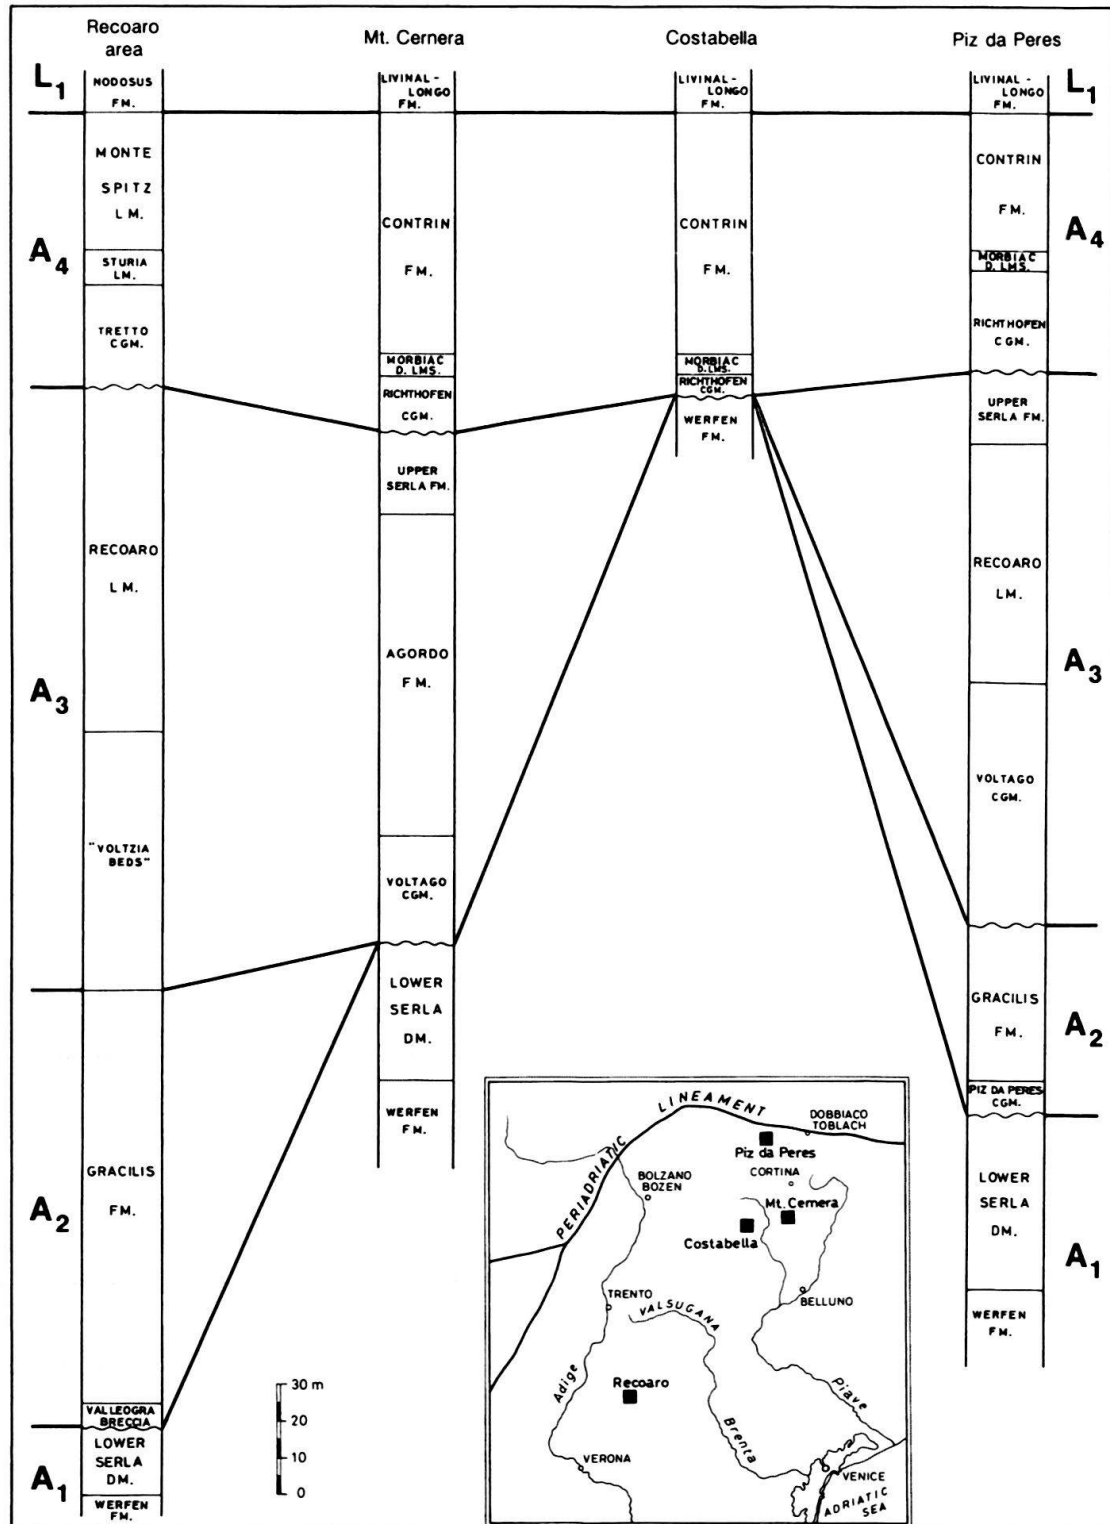 Recoaro
area
Mt. Cernera
Costabella
Piz da Peres
L1
NODOSUS
FM.
LIVINAL-
LONGO
FM.
LIVINAL-
LONGO
FM.
LIVINAL-
LONGO
FM.
L1
A4
MONTE
SPITZ
LM.
STURIA
LM.
TRETTO
CGM.
CONTRIN
FM.
MORBIAC
D. LMS.
RICHTHOFEN
CGM.
CONTRIN
FM.
MORBIAC
D. LMS.
RICHTHOFEN
CGM.
WERFEN
FM.
CONTRIN
FM.
MORBIAC
D. LMS.
RICHTHOFEN
CGM.
A4
A3
RECOARO
LM.
"VOLTZIA
BEDS"
UPPER
SERLA FM.
AGORDO
FM.
VOLTAGO
CGM.
UPPER
SERLA FM.
RECOARO
LM.
VOLTAGO
CGM.
A3
A2
GRACILIS
FM.
VALLEOGRA
BRECCIA
LOWER
SERLA
DM.
WERFEN
FM.
GRACILIS
FM.
PIZ DA PERES
CGM.
A2
A1
LOWER
SERLA
DM.
WERFEN
FM.
LOWER
SERLA
DM.
WERFEN
FM.
A1
30 m
20
10
0
PERIADRIATIC
LINEAMENT
DOBBIACO
TOBLACH
Piz da Peres
CORTINA
BOLZANO
BOZEN
Mt. Cernera
Costabella
TRENTO
VALSUGANA
BELLUNO
Adige
Recoaro
Piave
Brenta
VERONA
VENICE
ADRIATIC
SEA